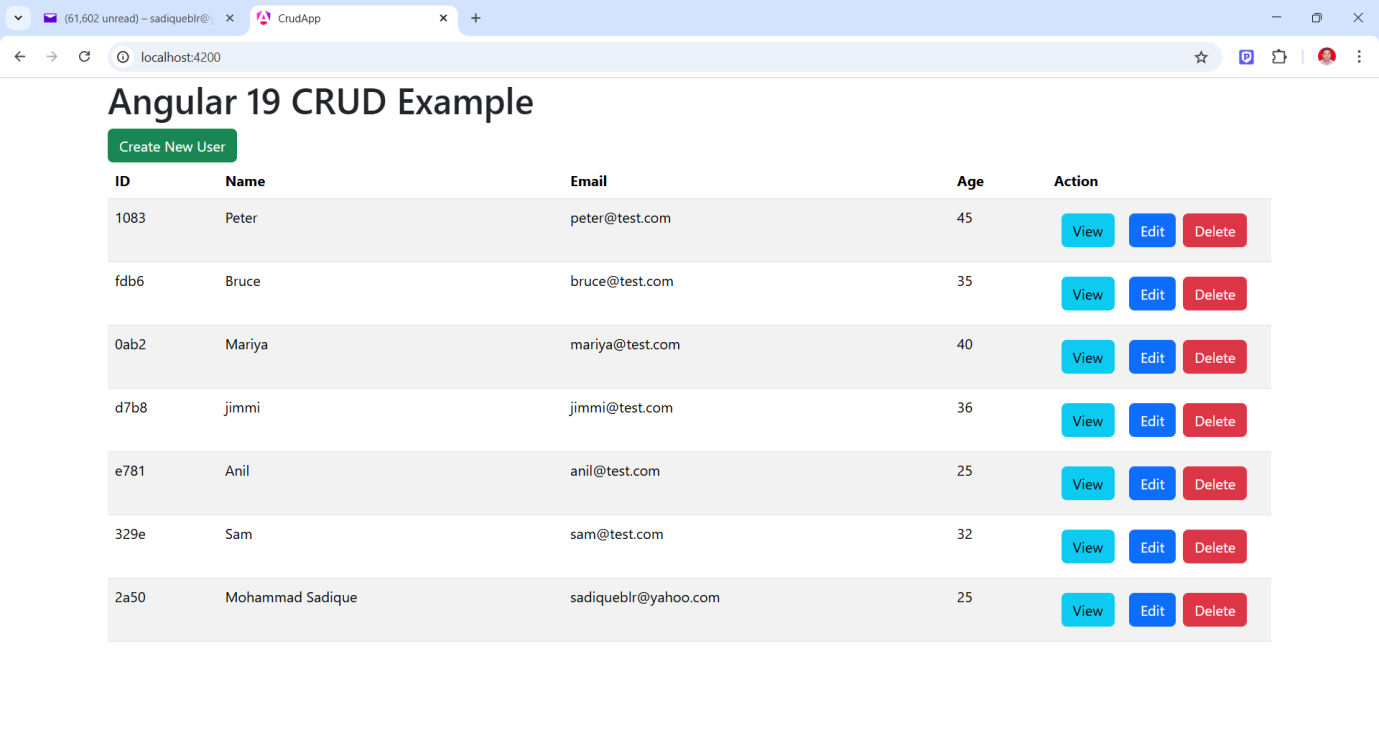 (61,602 unread) – sadiqueblr@y
CrudApp
localhost:4200
Angular 19 CRUD Example
Create New User
ID Name Email Age Action
1083 Peter peter@test.com 45 View Edit Delete
fdb6 Bruce bruce@test.com 35 View Edit Delete
0ab2 Mariya mariya@test.com 40 View Edit Delete
d7b8 jimmi jimmi@test.com 36 View Edit Delete
e781 Anil anil@test.com 25 View Edit Delete
329e Sam sam@test.com 32 View Edit Delete
2a50 Mohammad Sadique sadiqueblr@yahoo.com 25 View Edit Delete